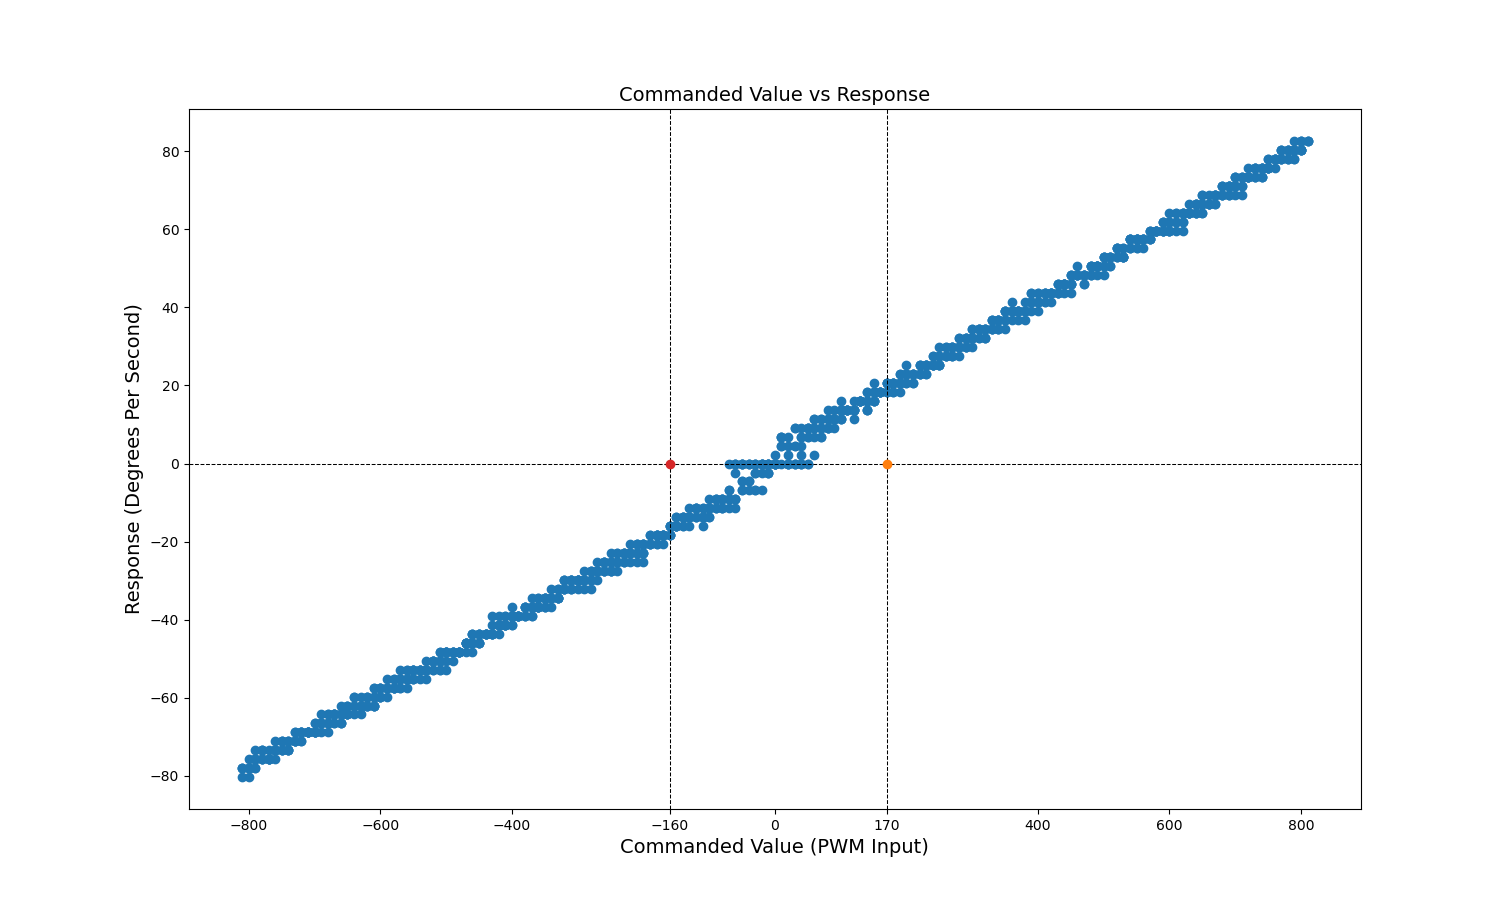 Commanded Value vs Response
80
60
40
20
0
−20
−40
−60
−80
Response (Degrees Per Second)
−800 −600 −400 −160 0 170 400 600 800
Commanded Value (PWM Input)